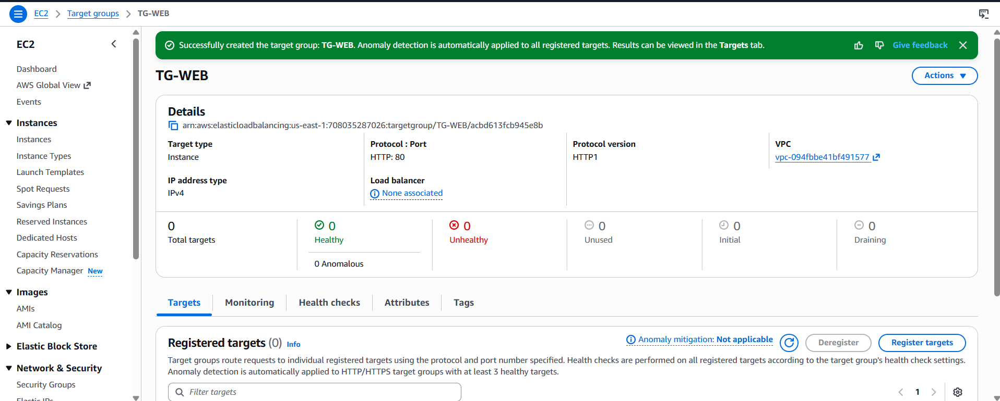 EC2 > Target groups > TG-WEB
EC2
Dashboard
AWS Global View
Events
Instances
Instances
Instance Types
Launch Templates
Spot Requests
Savings Plans
Reserved Instances
Dedicated Hosts
Capacity Reservations
Capacity Manager New
Images
AMIs
AMI Catalog
Elastic Block Store
Network & Security
Security Groups
Elastic IPs
Successfully created the target group: TG-WEB. Anomaly detection is automatically applied to all registered targets. Results can be viewed in the Targets tab.
Give feedback
TG-WEB
Actions
Details
arn:aws:elasticloadbalancing:us-east-1:708035287026:targetgroup/TG-WEB/acbd613fcb945e8b
Target type
Instance
Protocol : Port
HTTP: 80
Protocol version
HTTP1
VPC
vpc-094fbbe41bf491577
IP address type
IPv4
Load balancer
None associated
0
Total targets
0
Healthy
0 Anomalous
0
Unhealthy
0
Unused
0
Initial
0
Draining
Targets
Monitoring
Health checks
Attributes
Tags
Registered targets (0) Info
Anomaly mitigation: Not applicable
Deregister
Register targets
Target groups route requests to individual registered targets using the protocol and port number specified. Health checks are performed on all registered targets according to the target group's health check settings.
Anomaly detection is automatically applied to HTTP/HTTPS target groups with at least 3 healthy targets.
Filter targets
1